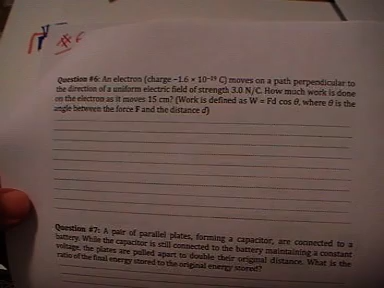 #6
Question #6: An electron (charge −1.6 × 10⁻¹⁹ C) moves on a path perpendicular to
the direction of a uniform electric field of strength 3.0 N/C. How much work is done
on the electron as it moves 15 cm? (Work is defined as W = Fd cos θ, where θ is the
angle between the force F and the distance d)
Question #7: A pair of parallel plates, forming a capacitor, are connected to a
battery. While the capacitor is still connected to the battery maintaining a constant
voltage, the plates are pulled apart to double their original distance. What is the
ratio of the final energy stored to the original energy stored?